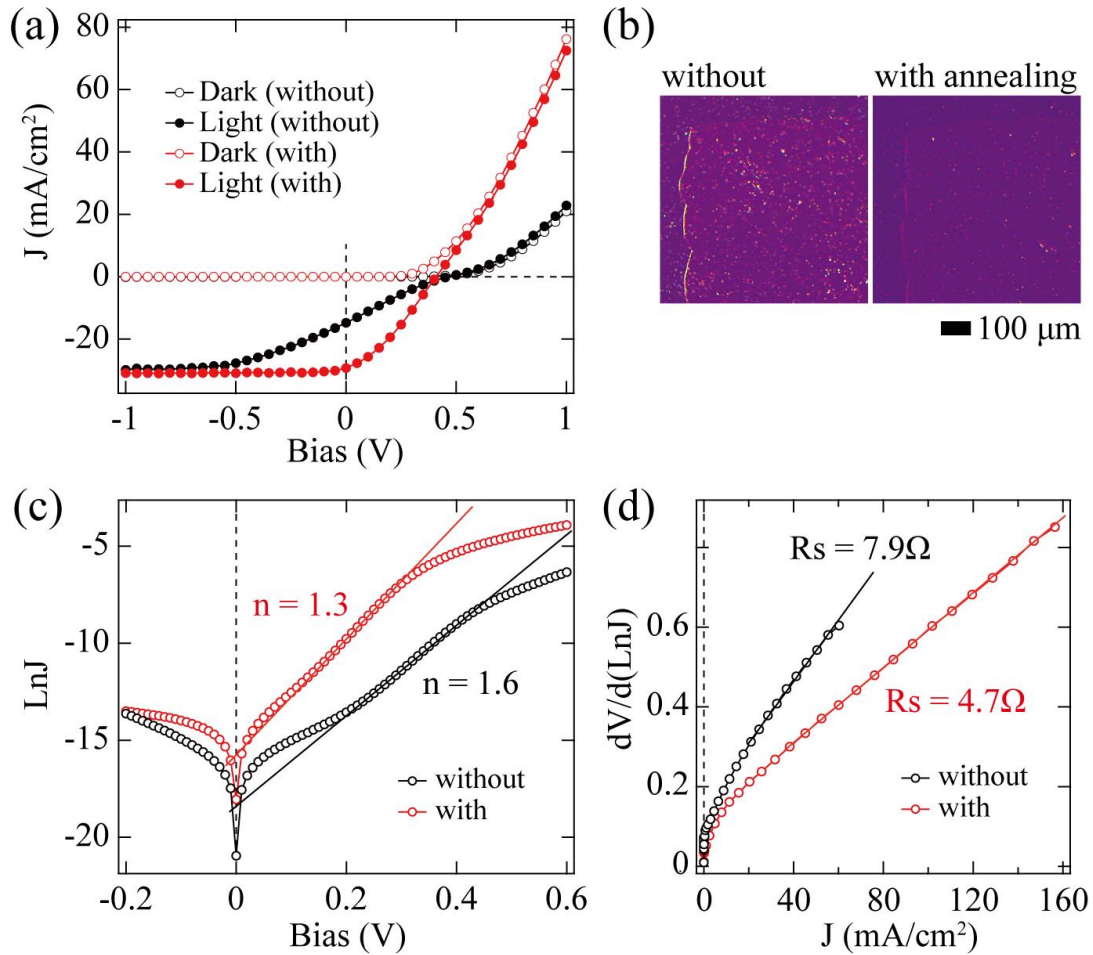 (a)
80
60
40
20
0
-20
J (mA/cm²)
Dark (without)
Light (without)
Dark (with)
Light (with)
-1
-0.5
0
0.5
1
Bias (V)
(b)
without
with annealing
100 μm
(c)
-5
-10
-15
-20
LnJ
n = 1.3
n = 1.6
without
with
-0.2
0
0.2
0.4
0.6
Bias (V)
(d)
0.6
0.4
0.2
0
dV/d(LnJ)
Rs = 7.9Ω
Rs = 4.7Ω
without
with
0
40
80
120
160
J (mA/cm²)